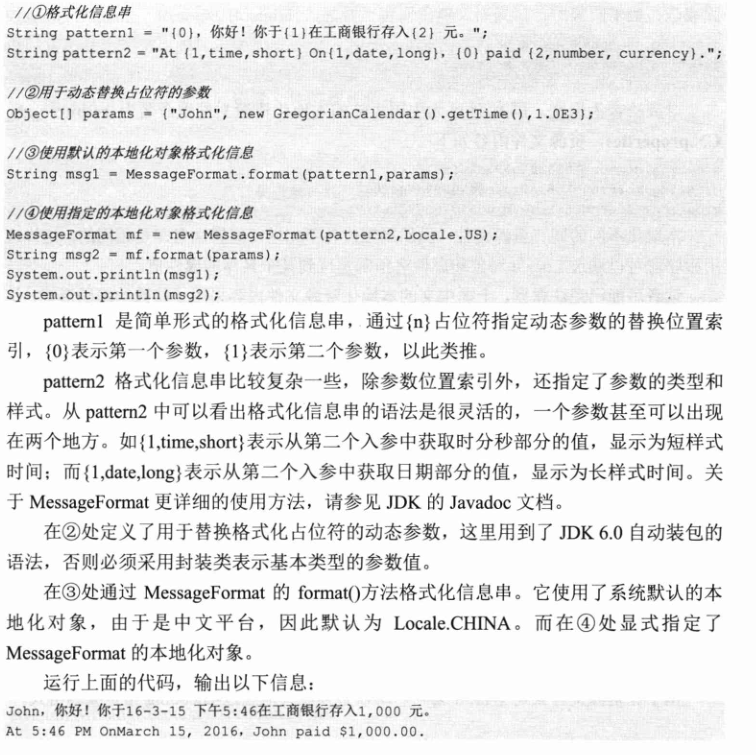 //①格式化信息串
String pattern1 = "{0}，你好！你于{1}在工商银行存入{2} 元。";
String pattern2 = "At {1,time,short} On{1,date,long}，{0} paid {2,number, currency}.";
//②用于动态替换占位符的参数
Object[] params = {"John", new GregorianCalendar().getTime(),1.0E3};
//③使用默认的本地化对象格式化信息
String msg1 = MessageFormat.format(pattern1,params);
//④使用指定的本地化对象格式化信息
MessageFormat mf = new MessageFormat(pattern2,Locale.US);
String msg2 = mf.format(params);
System.out.println(msg1);
System.out.println(msg2);
pattern1 是简单形式的格式化信息串，通过{n}占位符指定动态参数的替换位置索
引，{0}表示第一个参数，{1}表示第二个参数，以此类推。
pattern2 格式化信息串比较复杂一些，除参数位置索引外，还指定了参数的类型和
样式。从 pattern2 中可以看出格式化信息串的语法是很灵活的，一个参数甚至可以出现
在两个地方。如{1,time,short}表示从第二个入参中获取时分秒部分的值，显示为短样式
时间；而{1,date,long}表示从第二个入参中获取日期部分的值，显示为长样式时间。关
于 MessageFormat 更详细的使用方法，请参见 JDK 的 Javadoc 文档。
在②处定义了用于替换格式化占位符的动态参数，这里用到了 JDK 6.0 自动装包的
语法，否则必须采用封装类表示基本类型的参数值。
在③处通过 MessageFormat 的 format()方法格式化信息串。它使用了系统默认的本
地化对象，由于是中文平台，因此默认为 Locale.CHINA。而在④处显式指定了
MessageFormat 的本地化对象。
运行上面的代码，输出以下信息：
John，你好！你于16-3-15 下午5:46在工商银行存入1,000 元。
At 5:46 PM OnMarch 15, 2016，John paid $1,000.00.